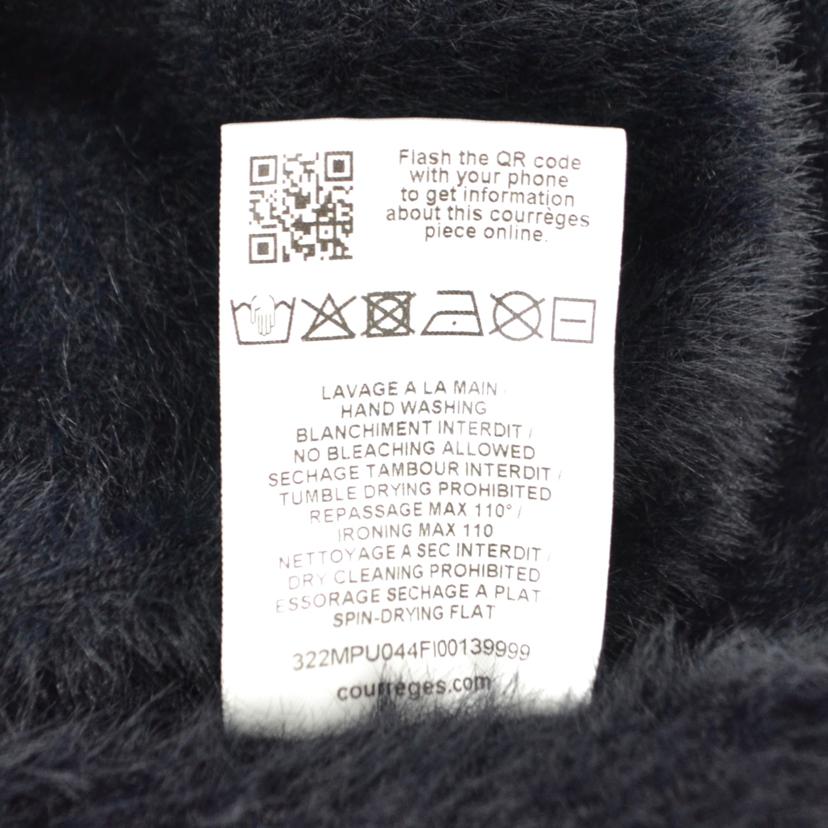 Flash the QR code
with your phone
to get information
about this courrèges
piece online.
LAVAGE A LA MAIN /
HAND WASHING
BLANCHIMENT INTERDIT /
NO BLEACHING ALLOWED
SECHAGE TAMBOUR INTERDIT /
TUMBLE DRYING PROHIBITED
REPASSAGE MAX 110° /
IRONING MAX 110
NETTOYAGE A SEC INTERDIT /
DRY CLEANING PROHIBITED
ESSORAGE SECHAGE A PLAT
SPIN-DRYING FLAT
322MPU044FI00139999
courreges.com